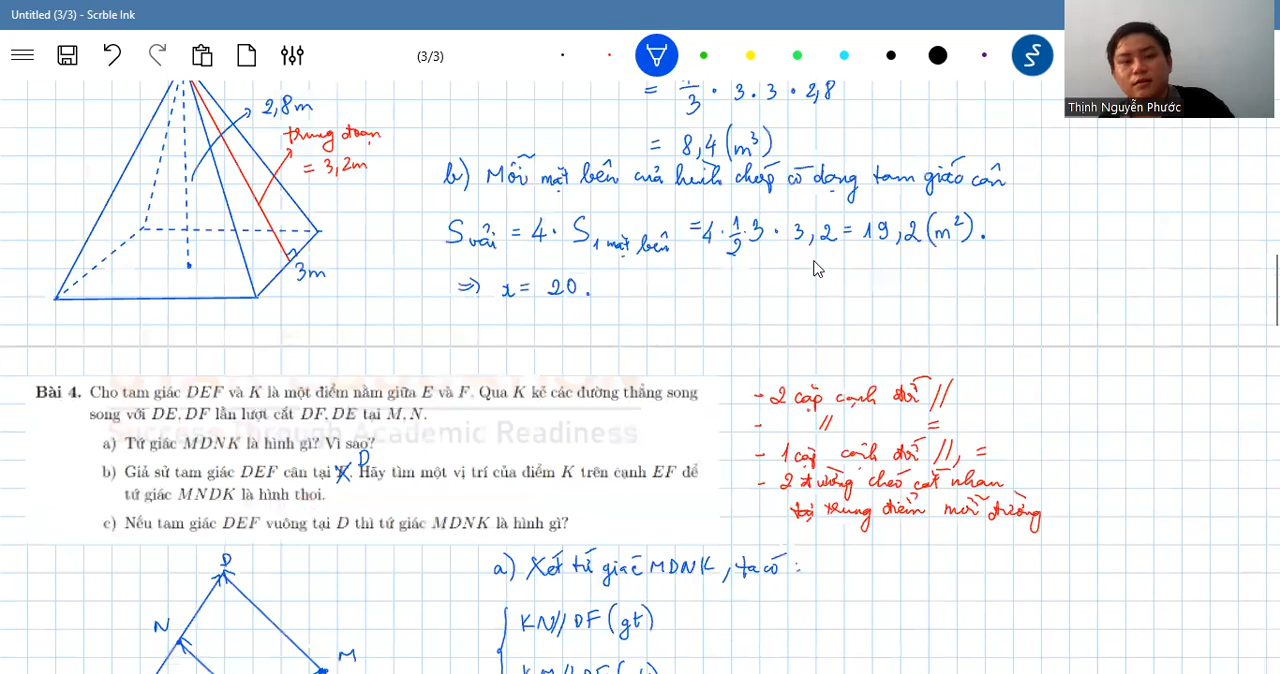 Untitled (3/3) - Scrble Ink
(3/3)
Thịnh Nguyễn Phước
2,8m
trung đoạn
= 3,2m
3m
= 1/3 · 3.3 · 2,8
= 8,4 (m³)
b) Mỗi mặt bên của hình chóp có dạng tam giác cân
S vải = 4 · S 1 mặt bên = 4 · 1/2 · 3 · 3,2 = 19,2 (m²).
=> x = 20.
Bài 4. Cho tam giác DEF và K là một điểm nằm giữa E và F. Qua K kẻ các đường thẳng song
song với DE, DF lần lượt cắt DF, DE tại M, N.
a) Tứ giác MDNK là hình gì? Vì sao?
b) Giả sử tam giác DEF cân tại D Hãy tìm một vị trí của điểm K trên cạnh EF để
tứ giác MNDK là hình thoi.
c) Nếu tam giác DEF vuông tại D thì tứ giác MDNK là hình gì?
Success Through Academic Readiness
- 2 cặp cạnh đối //
- // =
- 1 cặp cạnh đối //, =
- 2 đường chéo cắt nhau
tại trung điểm mỗi đường
D
N
M
a) Xét tứ giác MDNK, ta có :
KN // DF (gt)